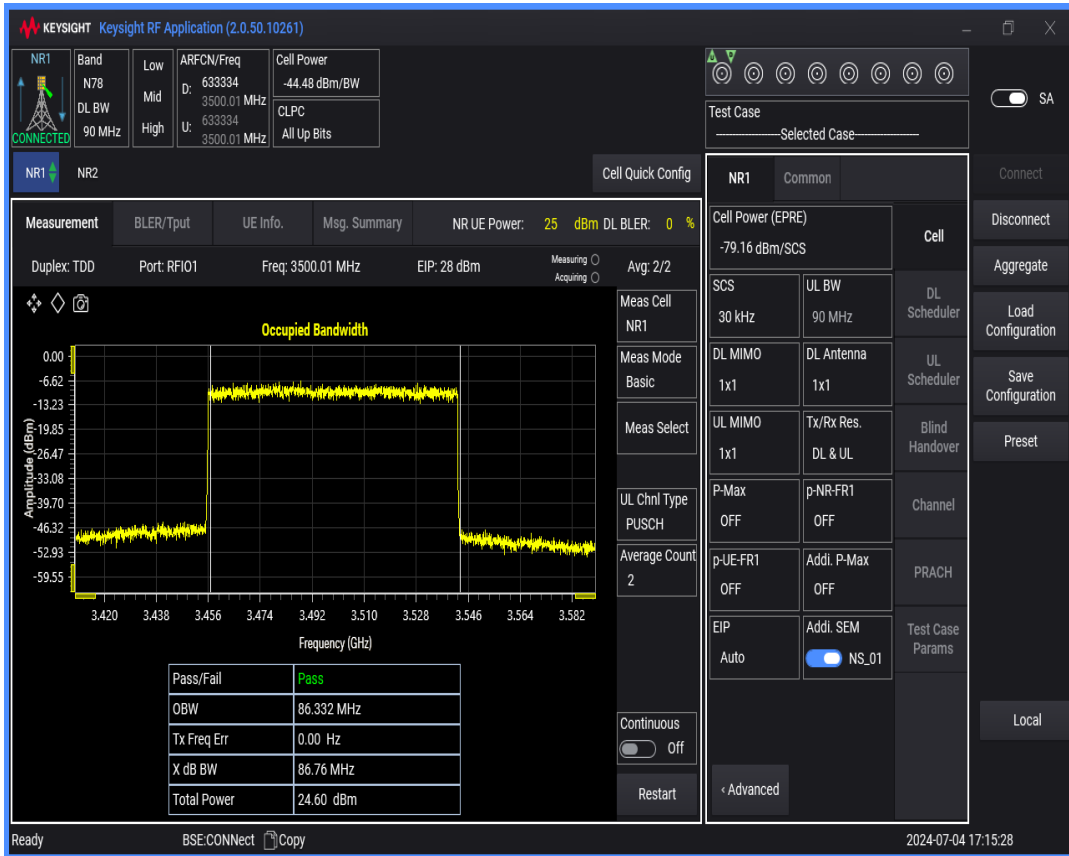 KEYSIGHT Keysight RF Application (2.0.50.10261)
NR1
CONNECTED
Band
N78
DL BW
90 MHz
Low
Mid
High
ARFCN/Freq
D: 633334
3500.01 MHz
U: 633334
3500.01 MHz
Cell Power
-44.48 dBm/BW
CLPC
All Up Bits
Test Case
--------------------Selected Case--------------------
SA
NR1 NR2
Cell Quick Config
Measurement BLER/Tput UE Info. Msg. Summary NR UE Power: 25 dBm DL BLER: 0 %
Duplex: TDD Port: RFIO1 Freq: 3500.01 MHz EIP: 28 dBm Measuring Acquiring Avg: 2/2
Occupied Bandwidth
Amplitude (dBm)
0.00
-6.62
-13.23
-19.85
-26.47
-33.08
-39.70
-46.32
-52.93
-59.55
3.420 3.438 3.456 3.474 3.492 3.510 3.528 3.546 3.564 3.582
Frequency (GHz)
Pass/Fail Pass
OBW 86.332 MHz
Tx Freq Err 0.00 Hz
X dB BW 86.76 MHz
Total Power 24.60 dBm
Meas Cell
NR1
Meas Mode
Basic
Meas Select
UL Chnl Type
PUSCH
Average Count
2
Continuous
Off
Restart
NR1 Common
Cell Power (EPRE)
-79.16 dBm/SCS
SCS
30 kHz
UL BW
90 MHz
DL MIMO
1x1
DL Antenna
1x1
UL MIMO
1x1
Tx/Rx Res.
DL & UL
P-Max
OFF
p-NR-FR1
OFF
p-UE-FR1
OFF
Addi. P-Max
OFF
EIP
Auto
Addi. SEM
NS_01
‹ Advanced
Cell
DL
Scheduler
UL
Scheduler
Blind
Handover
Channel
PRACH
Test Case
Params
Connect
Disconnect
Aggregate
Load
Configuration
Save
Configuration
Preset
Local
Ready BSE:CONNect Copy 2024-07-04 17:15:28